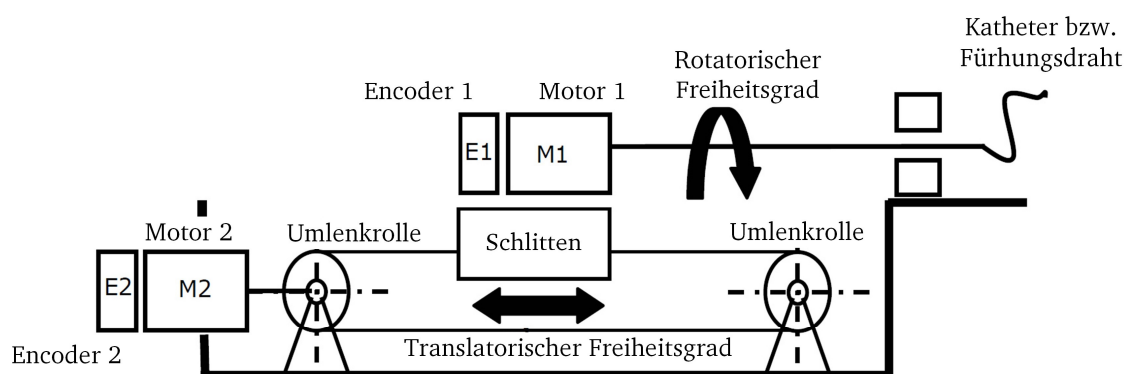 Katheter bzw.
Fürhungsdraht
Rotatorischer
Freiheitsgrad
Encoder 1
Motor 1
E1
M1
Motor 2
Umlenkrolle
Schlitten
Umlenkrolle
E2
M2
Encoder 2
Translatorischer Freiheitsgrad